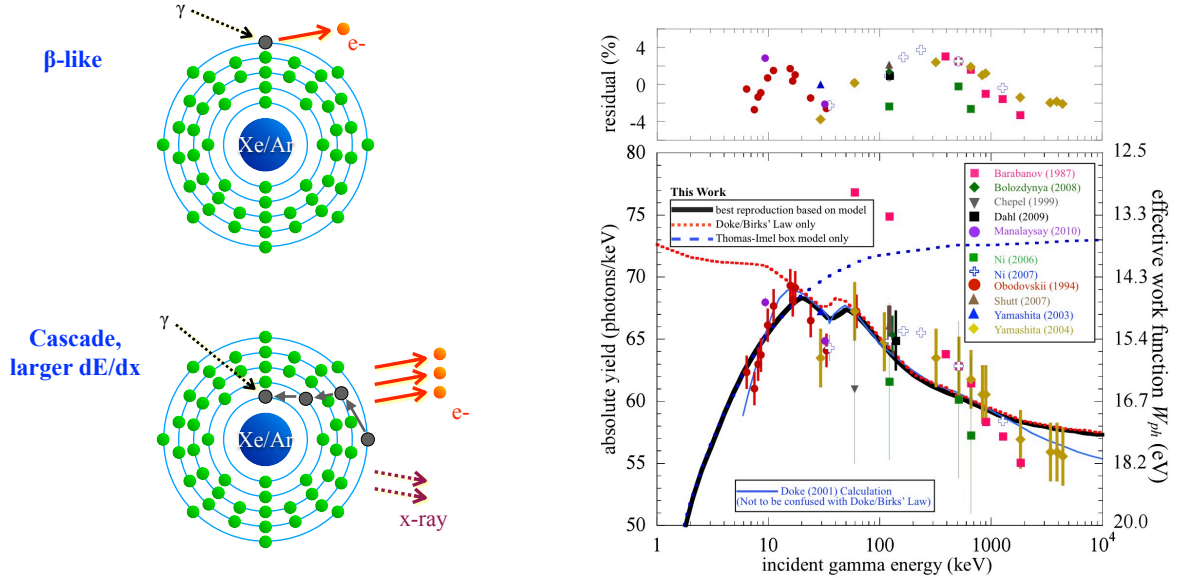 γ
e-
β-like
Xe/Ar
γ
Cascade,
larger dE/dx
e-
Xe/Ar
x-ray
residual (%)
4
0
-4
absolute yield (photons/keV)
80
75
70
65
60
55
50
This Work
best reproduction based on model
Doke/Birks' Law only
Thomas-Imel box model only
Barabanov (1987)
Bolozdynya (2008)
Chepel (1999)
Dahl (2009)
Manalaysay (2010)
Ni (2006)
Ni (2007)
Obodovskii (1994)
Shutt (2007)
Yamashita (2003)
Yamashita (2004)
Doke (2001) Calculation
(Not to be confused with Doke/Birks' Law)
12.5
13.3
14.3
15.4
16.7
18.2
20.0
effective work function W_ph (eV)
1 10 100 1000 10^4
incident gamma energy (keV)